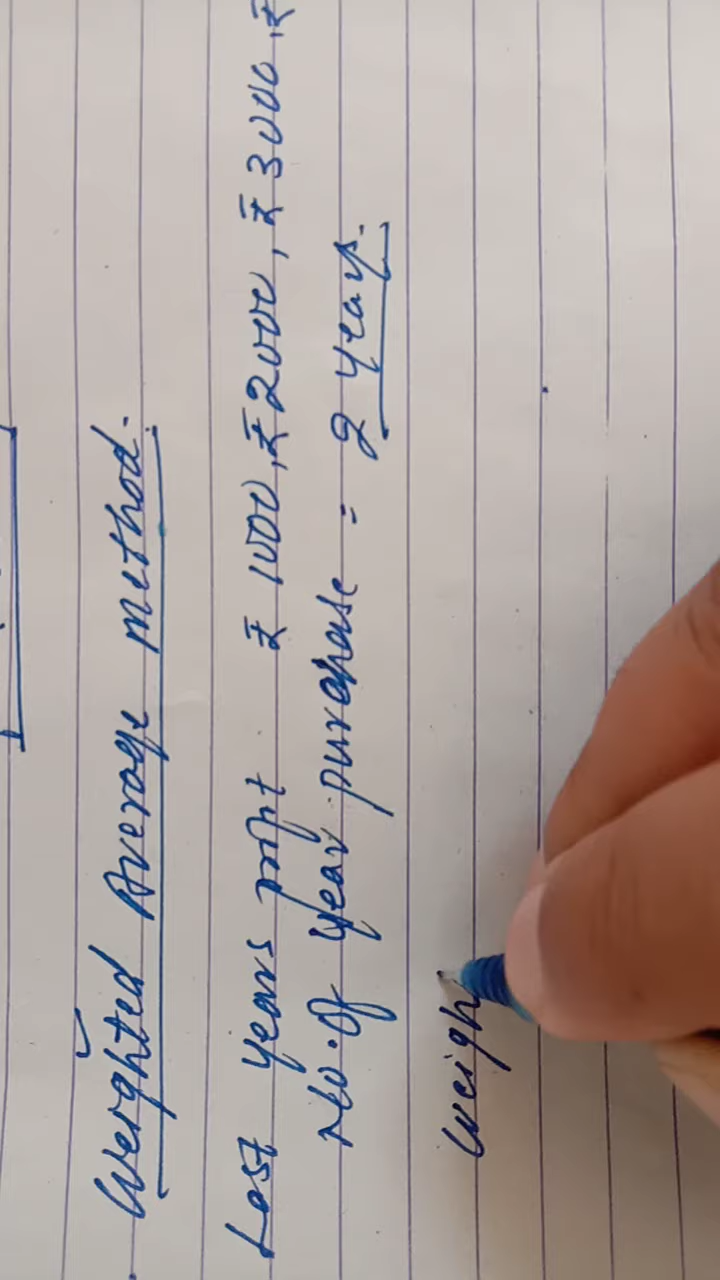 Weighted Average method.
Last years profit ₹ 1000, ₹ 2000, ₹ 3000, ₹
No. of year purchase = 2 years.
Weigh